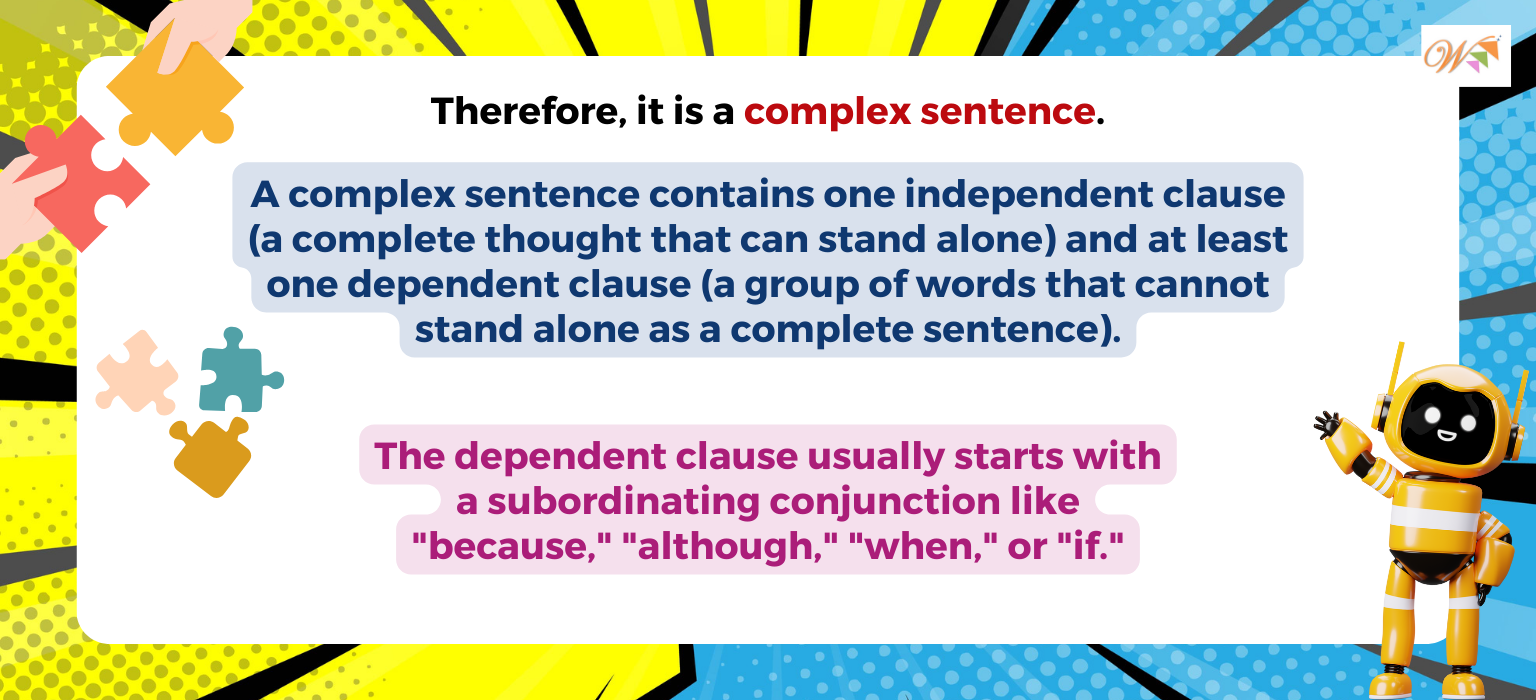 Therefore, it is a complex sentence.
A complex sentence contains one independent clause
(a complete thought that can stand alone) and at least
one dependent clause (a group of words that cannot
stand alone as a complete sentence).
The dependent clause usually starts with
a subordinating conjunction like
"because," "although," "when," or "if."
W